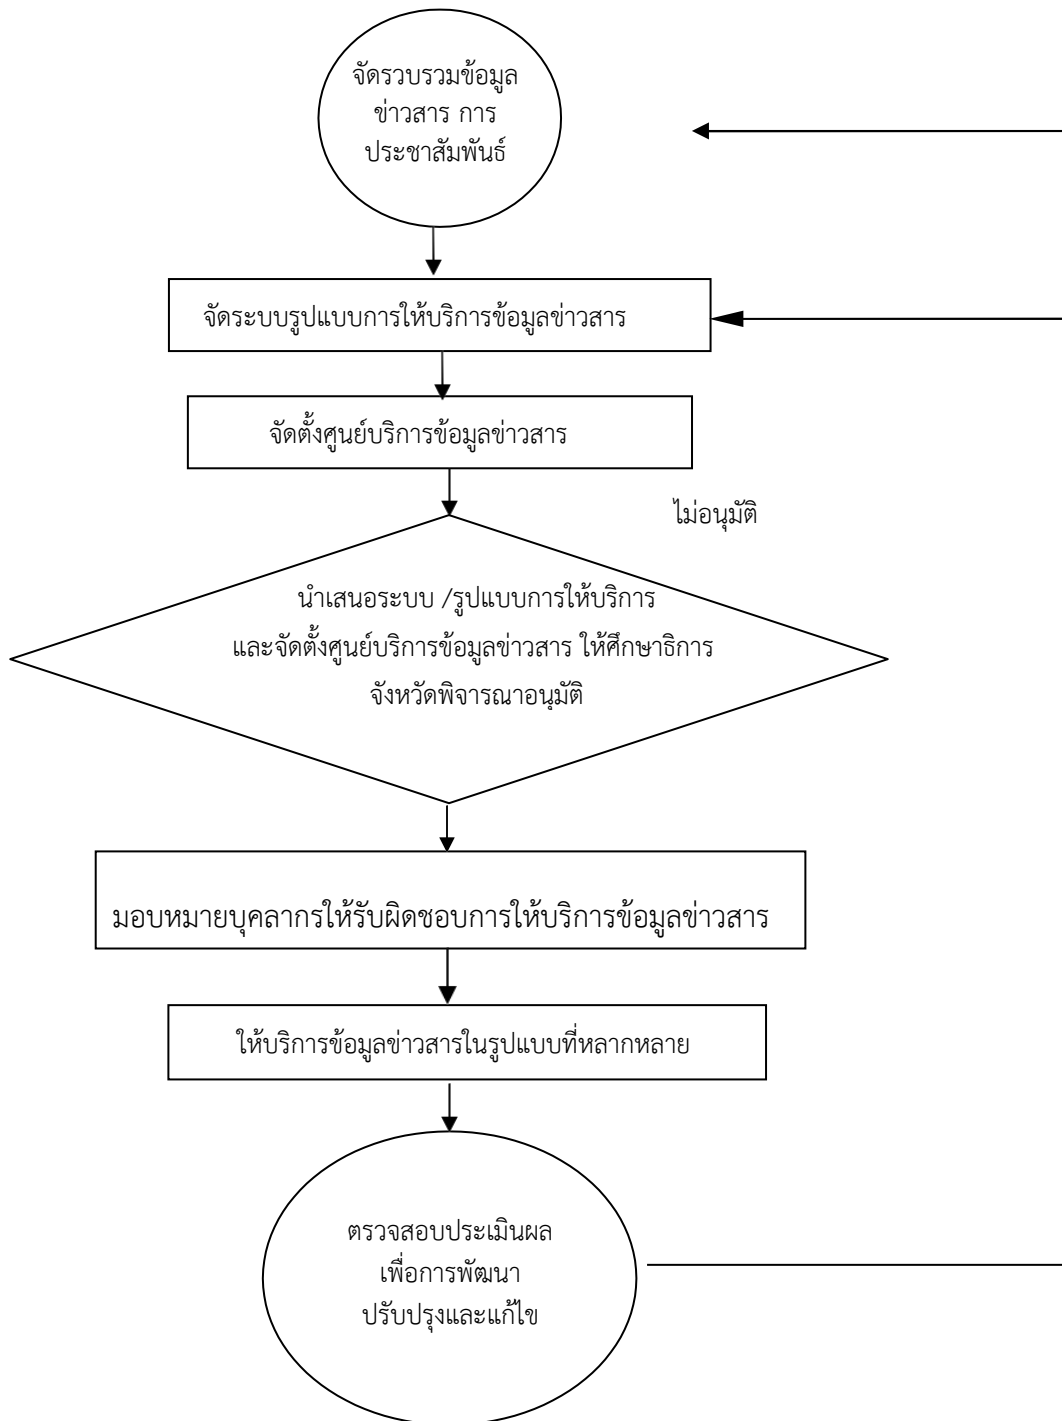 จัดรวบรวมข้อมูล
ข่าวสาร การ
ประชาสัมพันธ์
จัดระบบรูปแบบการให้บริการข้อมูลข่าวสาร
จัดตั้งศูนย์บริการข้อมูลข่าวสาร
ไม่อนุมัติ
นำเสนอระบบ /รูปแบบการให้บริการ
และจัดตั้งศูนย์บริการข้อมูลข่าวสาร ให้ศึกษาธิการ
จังหวัดพิจารณาอนุมัติ
มอบหมายบุคลากรให้รับผิดชอบการให้บริการข้อมูลข่าวสาร
ให้บริการข้อมูลข่าวสารในรูปแบบที่หลากหลาย
ตรวจสอบประเมินผล
เพื่อการพัฒนา
ปรับปรุงและแก้ไข